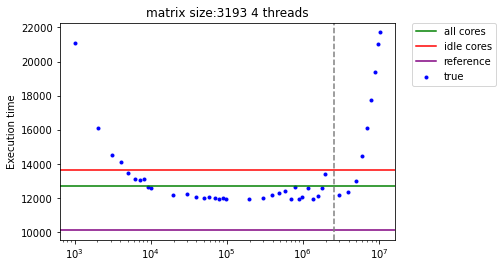 matrix size:3193 4 threads
22000
20000
18000
16000
14000
12000
10000
Execution time
10³
10⁴
10⁵
10⁶
10⁷
all cores
idle cores
reference
true